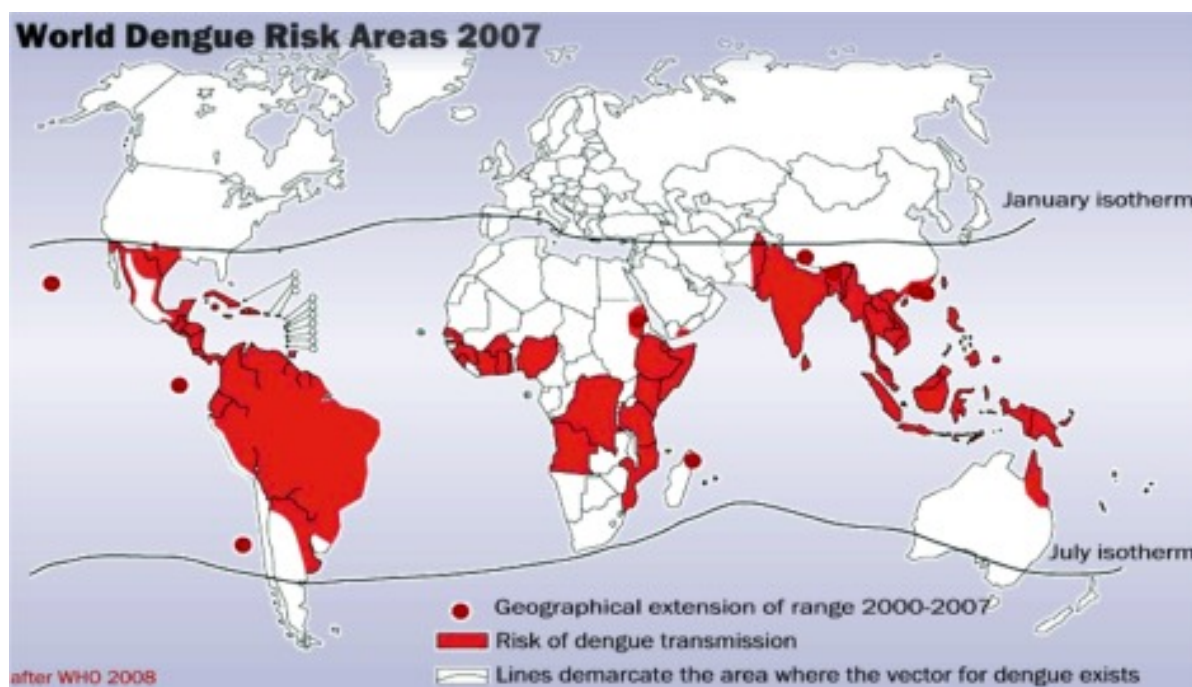 World Dengue Risk Areas 2007
January isotherm
July isotherm
Geographical extension of range 2000-2007
Risk of dengue transmission
Lines demarcate the area where the vector for dengue exists
after WHO 2008